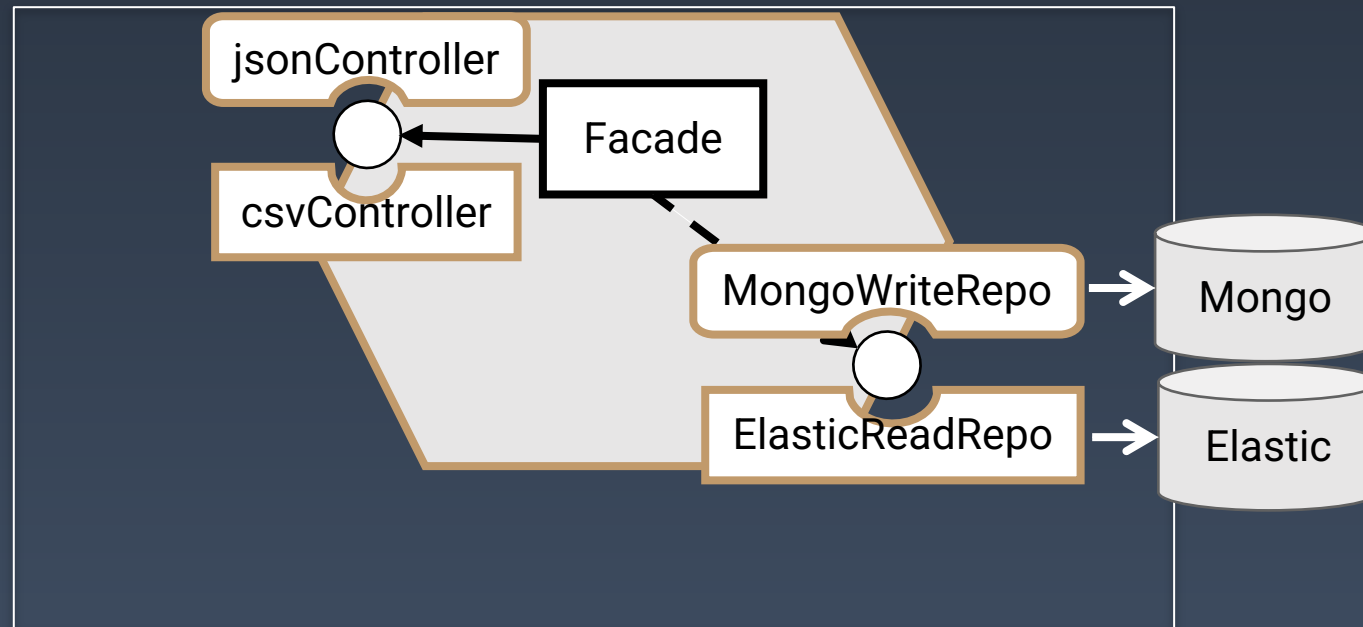 jsonController
Facade
csvController
MongoWriteRepo
Mongo
ElasticReadRepo
Elastic